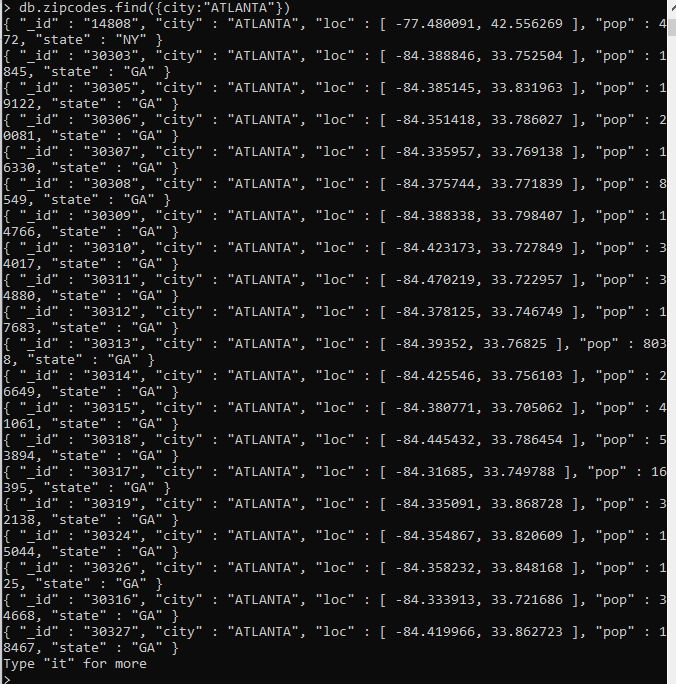 > db.zipcodes.find({city:"ATLANTA"})
{ "_id" : "14808", "city" : "ATLANTA", "loc" : [ -77.480091, 42.556269 ], "pop" : 4
72, "state" : "NY" }
{ "_id" : "30303", "city" : "ATLANTA", "loc" : [ -84.388846, 33.752504 ], "pop" : 1
845, "state" : "GA" }
{ "_id" : "30305", "city" : "ATLANTA", "loc" : [ -84.385145, 33.831963 ], "pop" : 1
9122, "state" : "GA" }
{ "_id" : "30306", "city" : "ATLANTA", "loc" : [ -84.351418, 33.786027 ], "pop" : 2
0081, "state" : "GA" }
{ "_id" : "30307", "city" : "ATLANTA", "loc" : [ -84.335957, 33.769138 ], "pop" : 1
6330, "state" : "GA" }
{ "_id" : "30308", "city" : "ATLANTA", "loc" : [ -84.375744, 33.771839 ], "pop" : 8
549, "state" : "GA" }
{ "_id" : "30309", "city" : "ATLANTA", "loc" : [ -84.388338, 33.798407 ], "pop" : 1
4766, "state" : "GA" }
{ "_id" : "30310", "city" : "ATLANTA", "loc" : [ -84.423173, 33.727849 ], "pop" : 3
4017, "state" : "GA" }
{ "_id" : "30311", "city" : "ATLANTA", "loc" : [ -84.470219, 33.722957 ], "pop" : 3
4880, "state" : "GA" }
{ "_id" : "30312", "city" : "ATLANTA", "loc" : [ -84.378125, 33.746749 ], "pop" : 1
7683, "state" : "GA" }
{ "_id" : "30313", "city" : "ATLANTA", "loc" : [ -84.39352, 33.76825 ], "pop" : 803
8, "state" : "GA" }
{ "_id" : "30314", "city" : "ATLANTA", "loc" : [ -84.425546, 33.756103 ], "pop" : 2
6649, "state" : "GA" }
{ "_id" : "30315", "city" : "ATLANTA", "loc" : [ -84.380771, 33.705062 ], "pop" : 4
1061, "state" : "GA" }
{ "_id" : "30318", "city" : "ATLANTA", "loc" : [ -84.445432, 33.786454 ], "pop" : 5
3894, "state" : "GA" }
{ "_id" : "30317", "city" : "ATLANTA", "loc" : [ -84.31685, 33.749788 ], "pop" : 16
395, "state" : "GA" }
{ "_id" : "30319", "city" : "ATLANTA", "loc" : [ -84.335091, 33.868728 ], "pop" : 3
2138, "state" : "GA" }
{ "_id" : "30324", "city" : "ATLANTA", "loc" : [ -84.354867, 33.820609 ], "pop" : 1
5044, "state" : "GA" }
{ "_id" : "30326", "city" : "ATLANTA", "loc" : [ -84.358232, 33.848168 ], "pop" : 1
25, "state" : "GA" }
{ "_id" : "30316", "city" : "ATLANTA", "loc" : [ -84.333913, 33.721686 ], "pop" : 3
4668, "state" : "GA" }
{ "_id" : "30327", "city" : "ATLANTA", "loc" : [ -84.419966, 33.862723 ], "pop" : 1
8467, "state" : "GA" }
Type "it" for more
>